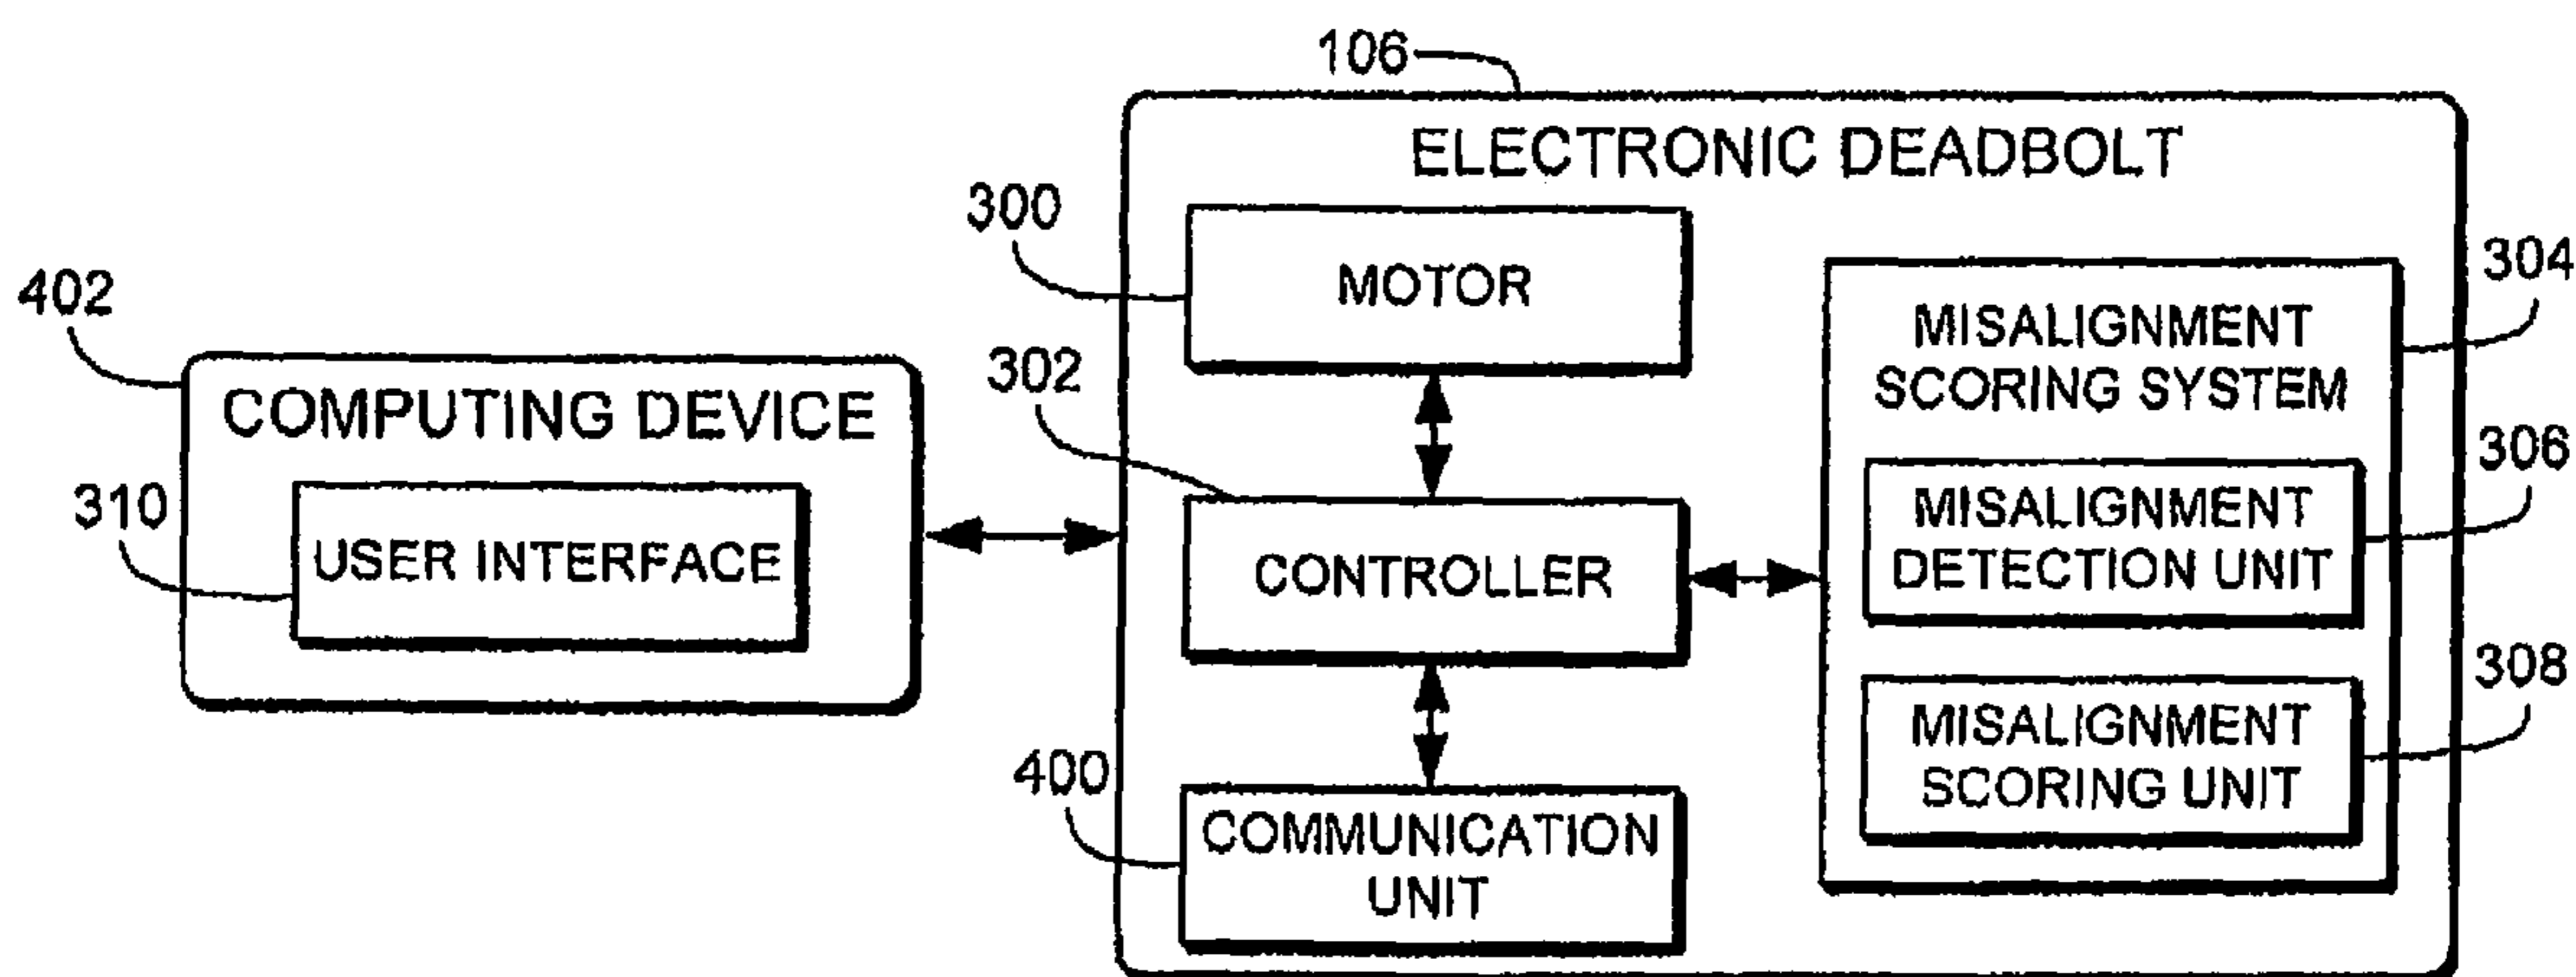 106
ELECTRONIC DEADBOLT
300
MOTOR
304
402
MISALIGNMENT
SCORING SYSTEM
302
COMPUTING DEVICE
306
310
USER INTERFACE
CONTROLLER
MISALIGNMENT
DETECTION UNIT
308
400
COMMUNICATION
UNIT
MISALIGNMENT
SCORING UNIT